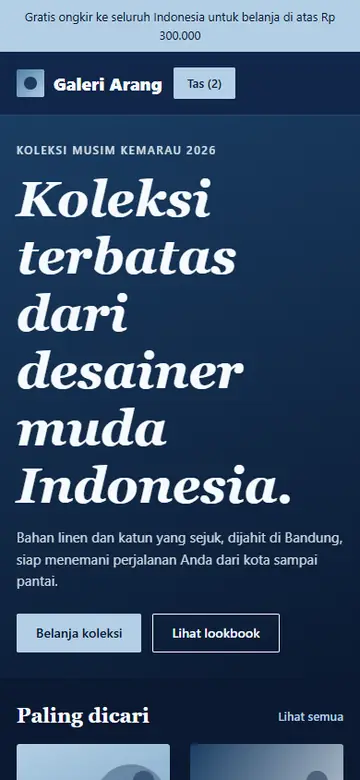 Gratis ongkir ke seluruh Indonesia untuk belanja di atas Rp
300.000
Galeri Arang
Tas (2)
KOLEKSI MUSIM KEMARAU 2026
Koleksi
terbatas
dari
desainer
muda
Indonesia.
Bahan linen dan katun yang sejuk, dijahit di Bandung,
siap menemani perjalanan Anda dari kota sampai
pantai.
Belanja koleksi
Lihat lookbook
Paling dicari
Lihat semua